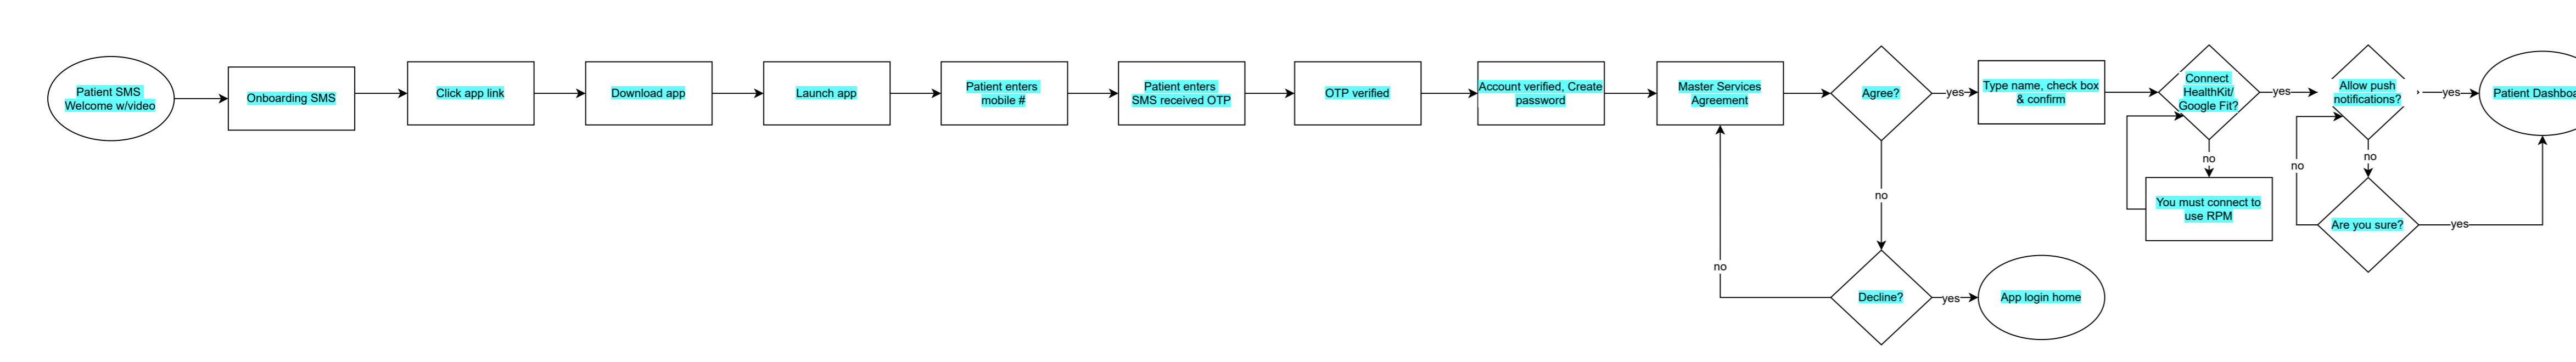 Patient SMS
Welcome w/video
Onboarding SMS
Click app link
Download app
Launch app
Patient enters
mobile #
Patient enters
SMS received OTP
OTP verified
Account verified, Create
password
Master Services
Agreement
Agree?
yes
Type name, check box
& confirm
Connect
HealthKit/
Google Fit?
yes
Allow push
notifications?
yes
no
no
no
You must connect to
use RPM
Are you sure?
yes
no
no
Decline?
yes
App login home
Patient